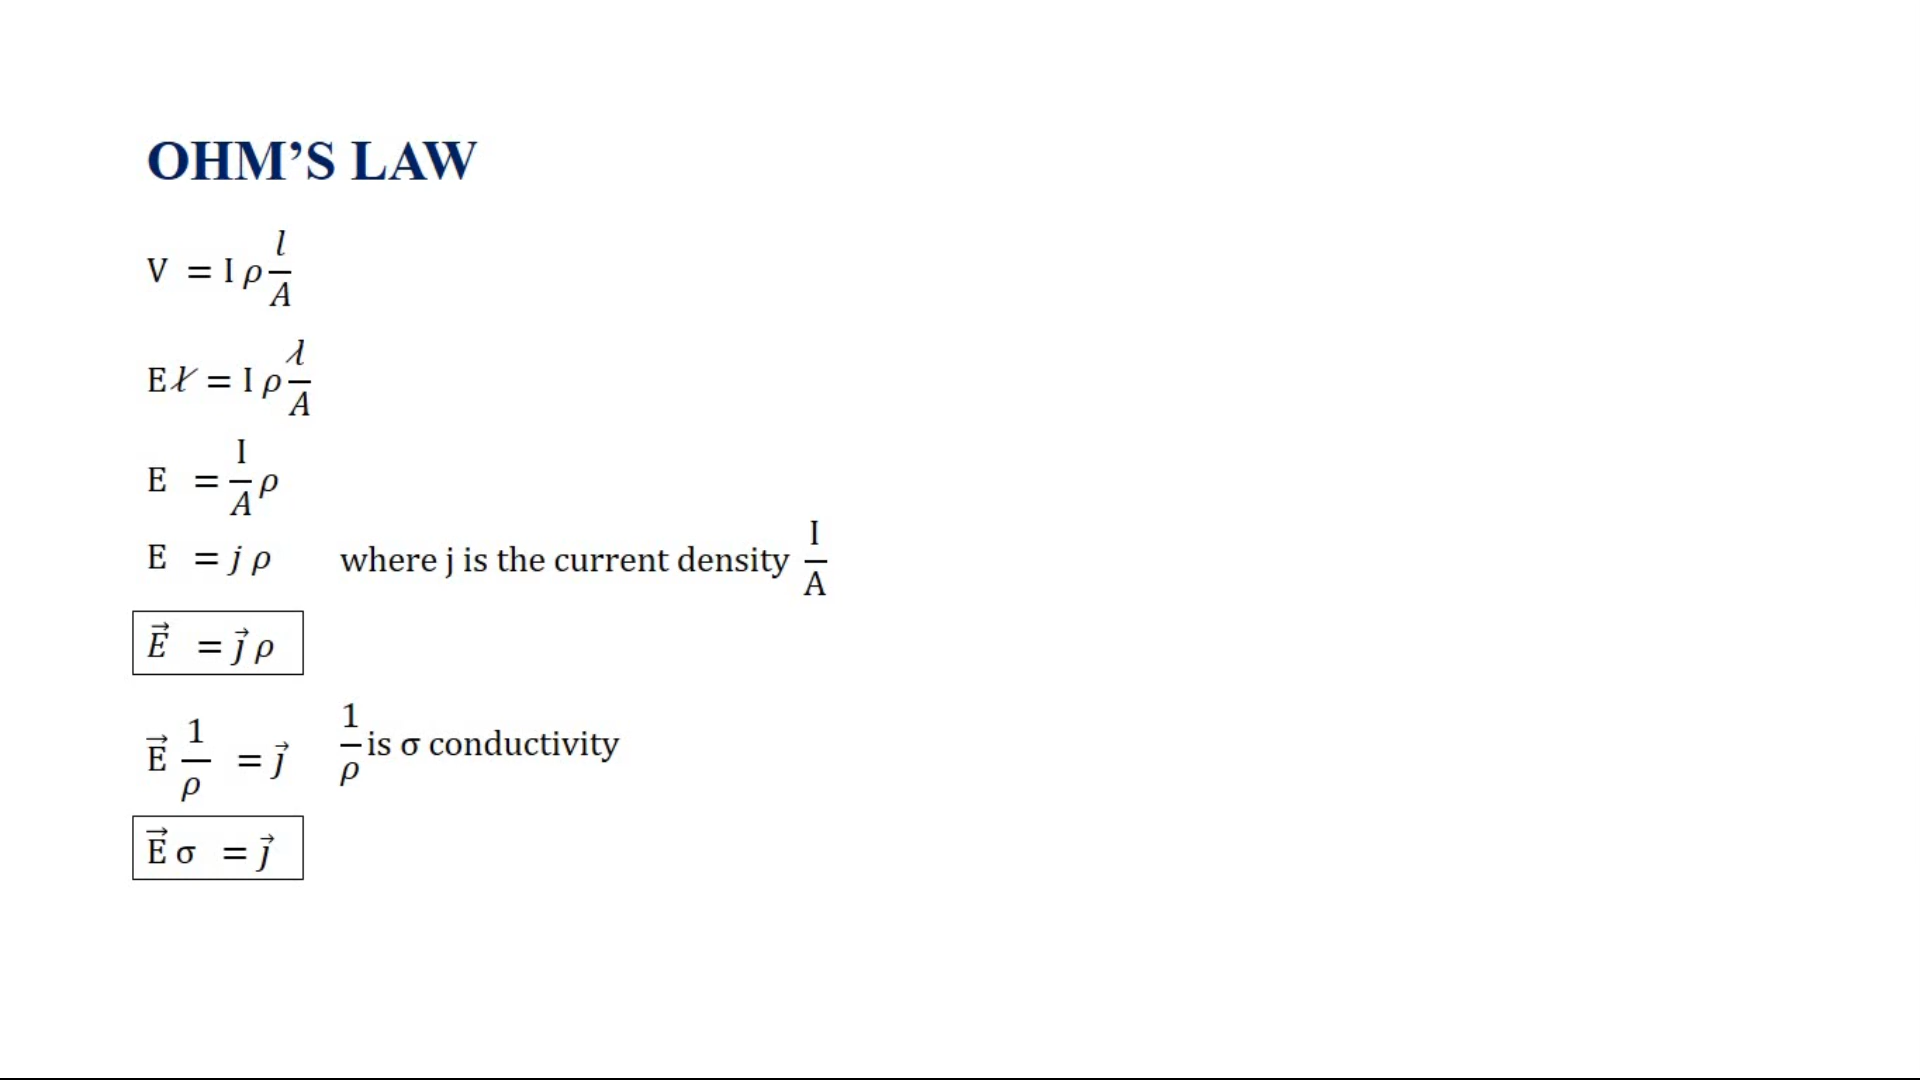 OHM’S LAW
V = I ρ l/A
E l = I ρ l/A
E = I/A ρ
E = j ρ where j is the current density I/A
E⃗ = j⃗ ρ
E⃗ 1/ρ = j⃗ 1/ρ is σ conductivity
E⃗ σ = j⃗